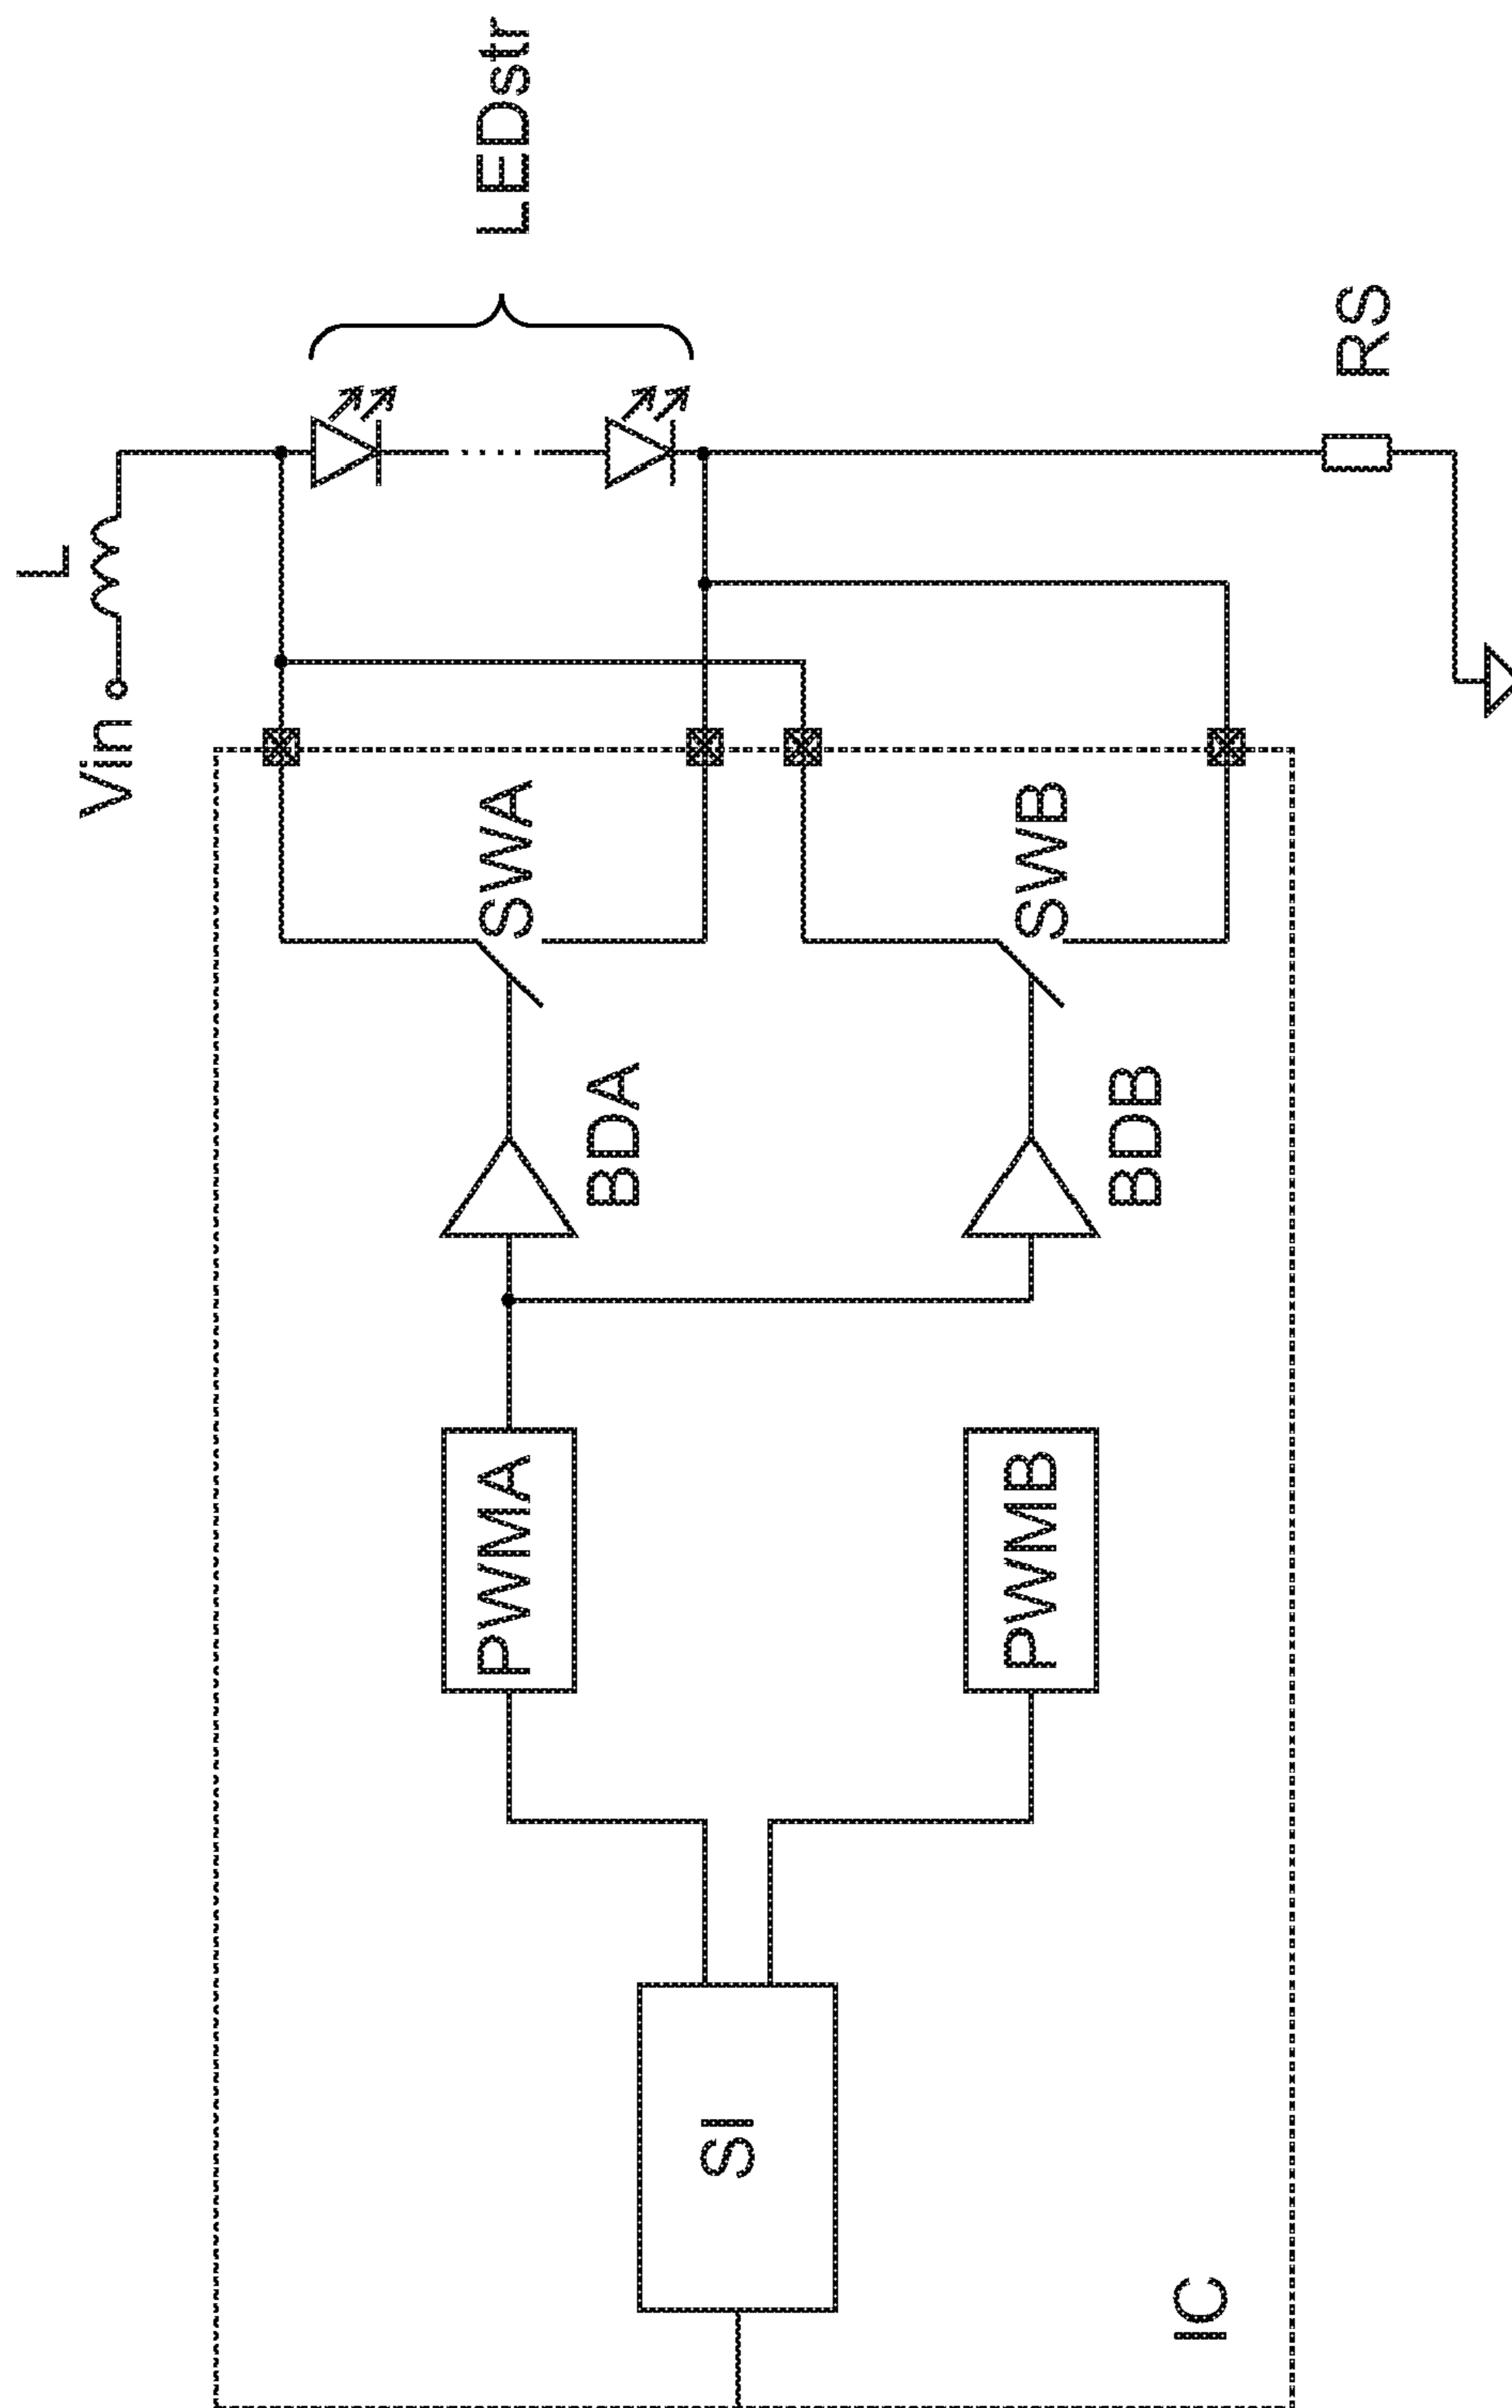 L
Vin
LEDstr
RS
SWA
SWB
BDA
BDB
PWMA
PWMB
SI
IC